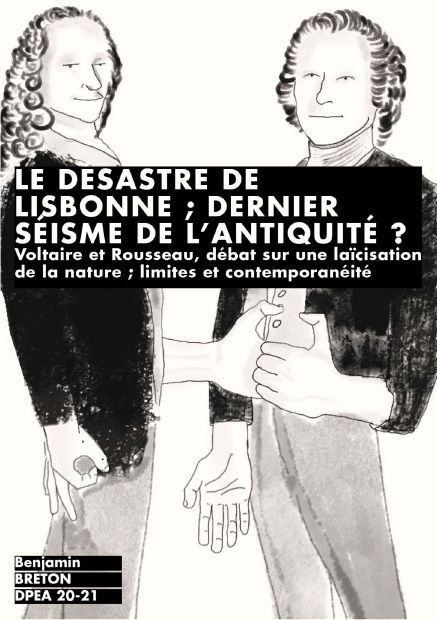 LE DESASTRE DE
LISBONNE ; DERNIER
SÉISME DE L'ANTIQUITÉ ?
Voltaire et Rousseau, débat sur une laïcisation
de la nature ; limites et contemporanéité
Benjamin
BRETON
DPEA 20-21